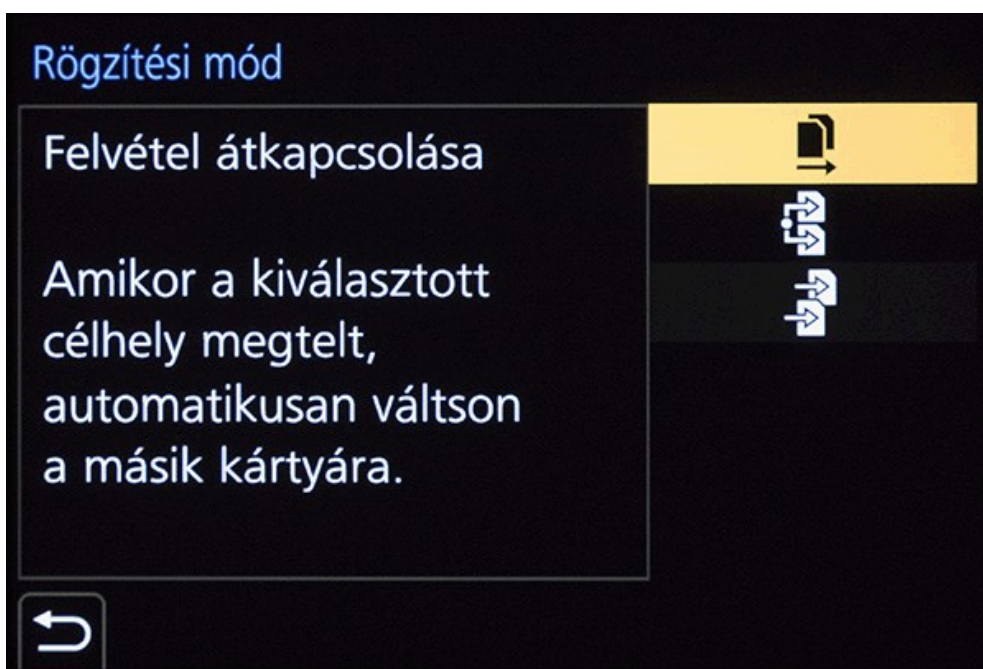 Rögzítési mód
Felvétel átkapcsolása
Amikor a kiválasztott
célhely megtelt,
automatikusan váltson
a másik kártyára.